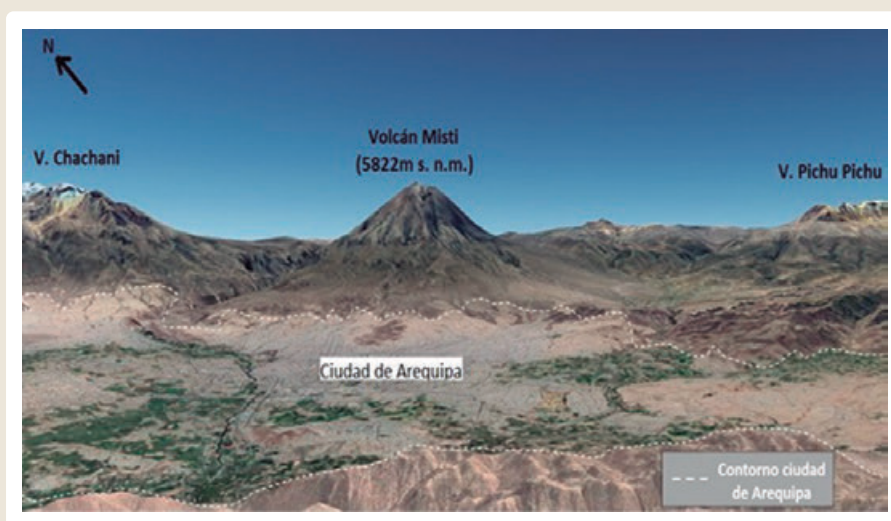 N
Volcán Misti
(5822m s. n.m.)
V. Chachani
V. Pichu Pichu
Ciudad de Arequipa
Contorno ciudad
de Arequipa